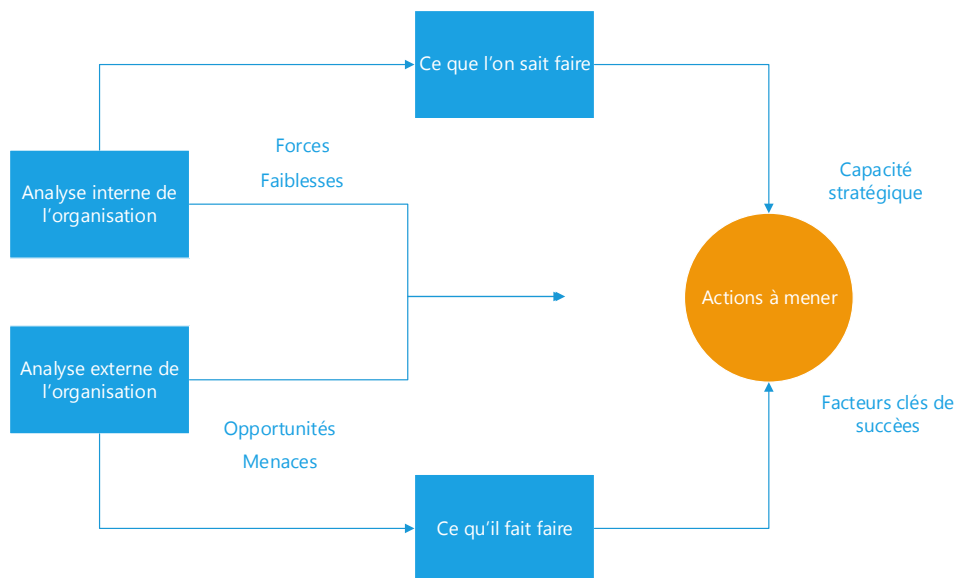 Ce que l’on sait faire
Forces
Faiblesses
Analyse interne de
l’organisation
Capacité
stratégique
Actions à mener
Analyse externe de
l’organisation
Facteurs clés de
succèes
Opportunités
Menaces
Ce qu’il fait faire